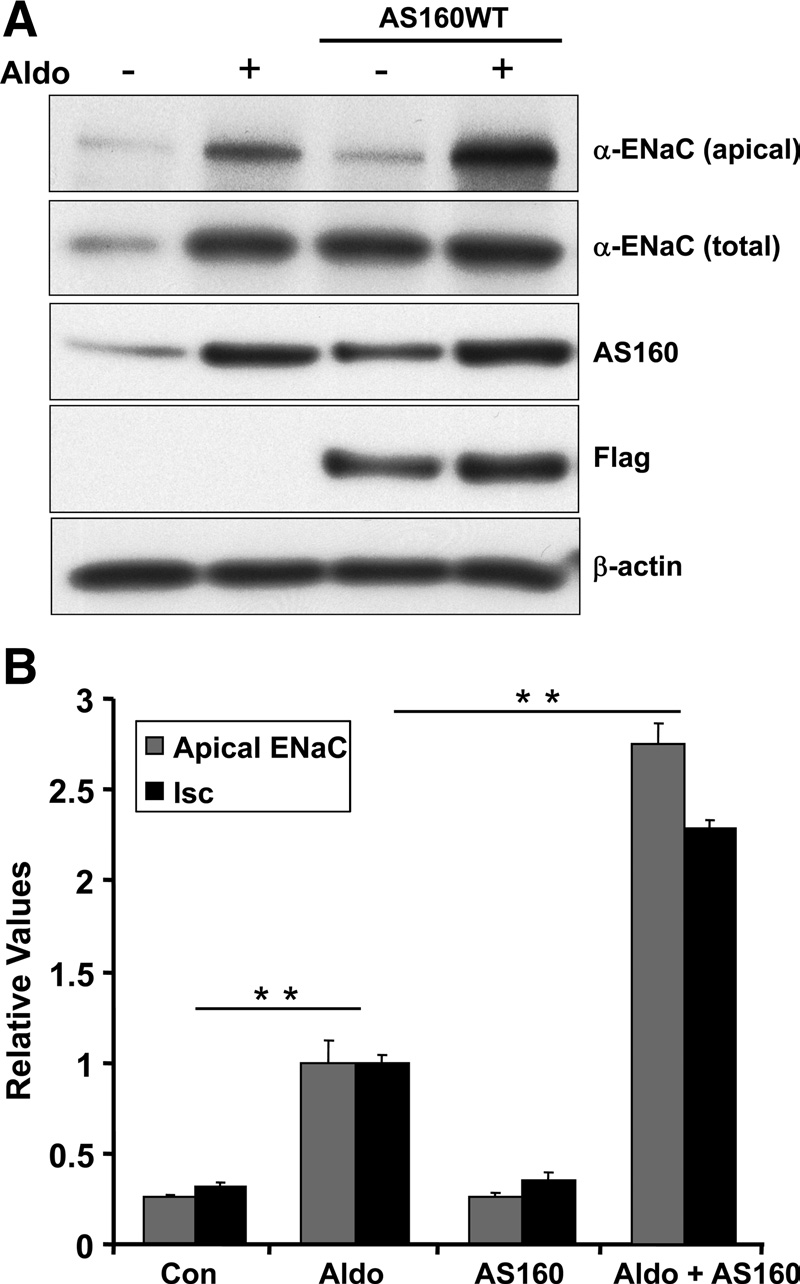 A
AS160WT
Aldo - + - +
α-ENaC (apical)
α-ENaC (total)
AS160
Flag
β-actin
B
3
2.5
2
1.5
1
0.5
0
Relative Values
Apical ENaC
Isc
* *
* *
Con Aldo AS160 Aldo + AS160